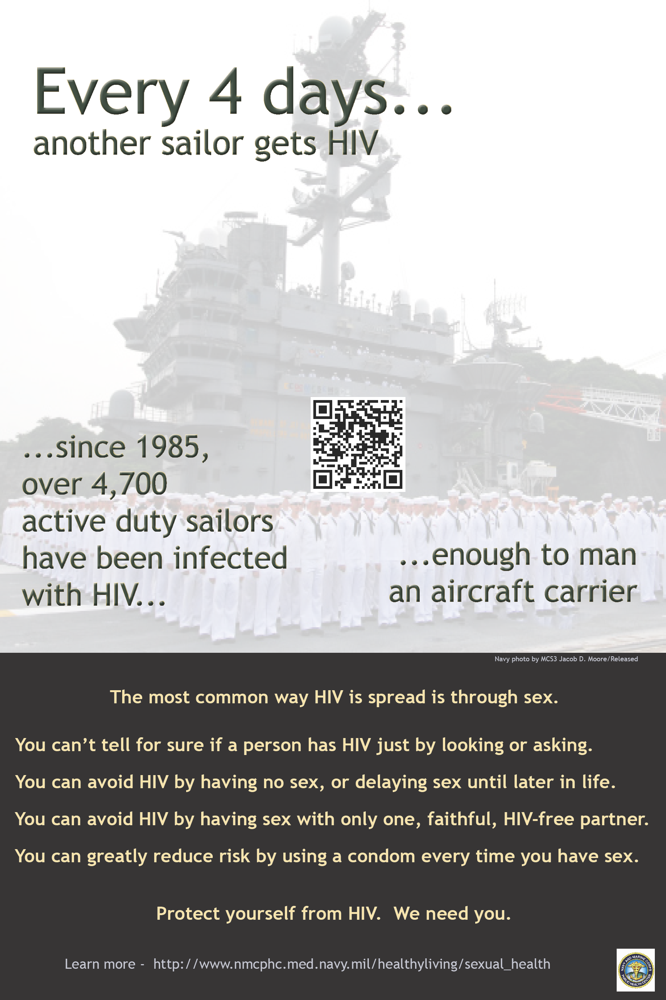 Every 4 days...
another sailor gets HIV
...since 1985,
over 4,700
active duty sailors
have been infected
with HIV...
...enough to man
an aircraft carrier
Navy photo by MCS3 Jacob D. Moore/Released
The most common way HIV is spread is through sex.
You can’t tell for sure if a person has HIV just by looking or asking.
You can avoid HIV by having no sex, or delaying sex until later in life.
You can avoid HIV by having sex with only one, faithful, HIV-free partner.
You can greatly reduce risk by using a condom every time you have sex.
Protect yourself from HIV.  We need you.
Learn more -  http://www.nmcphc.med.navy.mil/healthyliving/sexual_health
NAVY AND MARINE CORPS
PUBLIC HEALTH CENTER